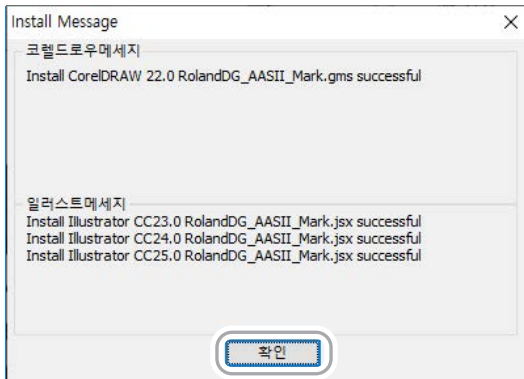 Install Message
코렐드로우메세지
Install CorelDRAW 22.0 RolandDG_AASII_Mark.gms successful
일러스트메세지
Install Illustrator CC23.0 RolandDG_AASII_Mark.jsx successful
Install Illustrator CC24.0 RolandDG_AASII_Mark.jsx successful
Install Illustrator CC25.0 RolandDG_AASII_Mark.jsx successful
확인